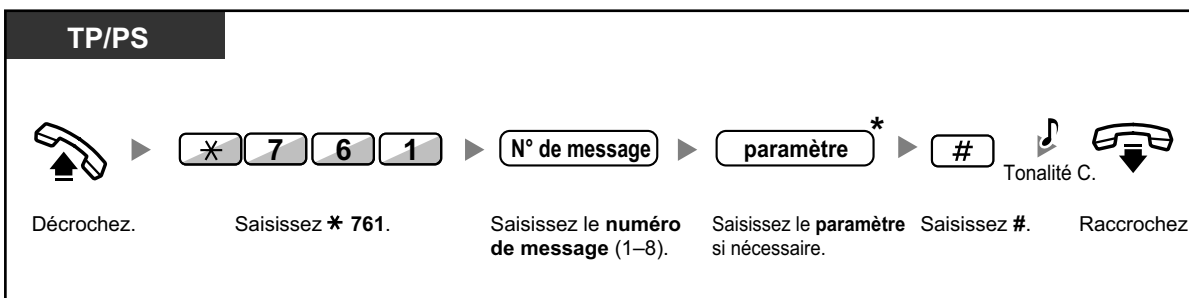 TP/PS
✱ 7 6 1 N° de message paramètre * #
Tonalité C.
Décrochez.
Saisissez ✱ 761.
Saisissez le numéro
de message (1–8).
Saisissez le paramètre
si nécessaire.
Saisissez #.
Raccrochez